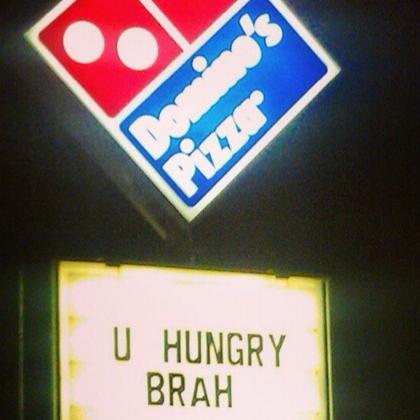 Domino's
Pizza
U HUNGRY
BRAH